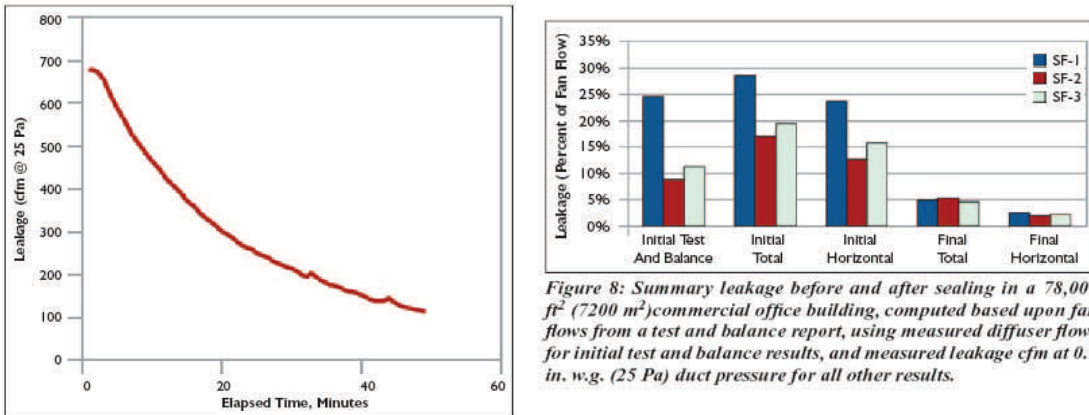 800
700
600
500
400
300
200
100
0
Leakage (cfm @ 25 Pa)
0 20 40 60
Elapsed Time, Minutes
35%
30%
25%
20%
15%
10%
5%
0%
Leakage (Percent of Fan Flow)
SF-1
SF-2
SF-3
Initial Test Initial Initial Final Final
And Balance Total Horizontal Total Horizontal
Figure 8: Summary leakage before and after sealing in a 78,00
ft² (7200 m²)commercial office building, computed based upon fa
flows from a test and balance report, using measured diffuser flow
for initial test and balance results, and measured leakage cfm at 0.
in. w.g. (25 Pa) duct pressure for all other results.